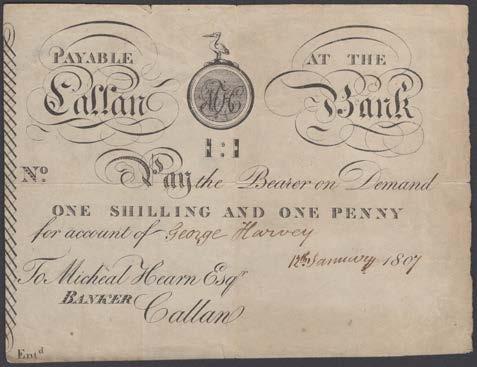 PAYABLE AT THE
Callan Bank
1:1
No.
Pay the Bearer on Demand
ONE SHILLING AND ONE PENNY
for account of George Harvey
12th January 1807
To Micheal Hearn Esqr
BANKER
Callan
Entd